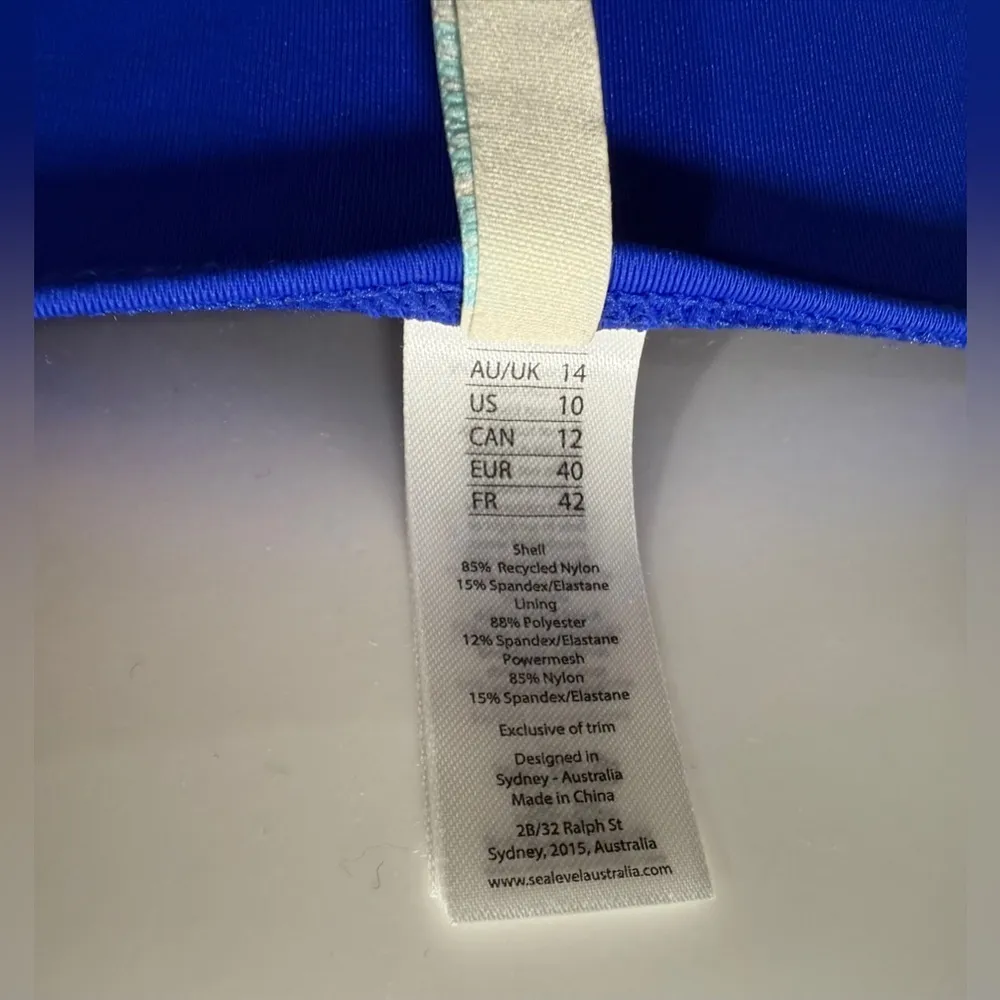 AU/UK 14
US 10
CAN 12
EUR 40
FR 42
Shell
85% Recycled Nylon
15% Spandex/Elastane
Lining
88% Polyester
12% Spandex/Elastane
Powermesh
85% Nylon
15% Spandex/Elastane
Exclusive of trim
Designed in
Sydney - Australia
Made in China
2B/32 Ralph St
Sydney, 2015, Australia
www.sealevelaustralia.com